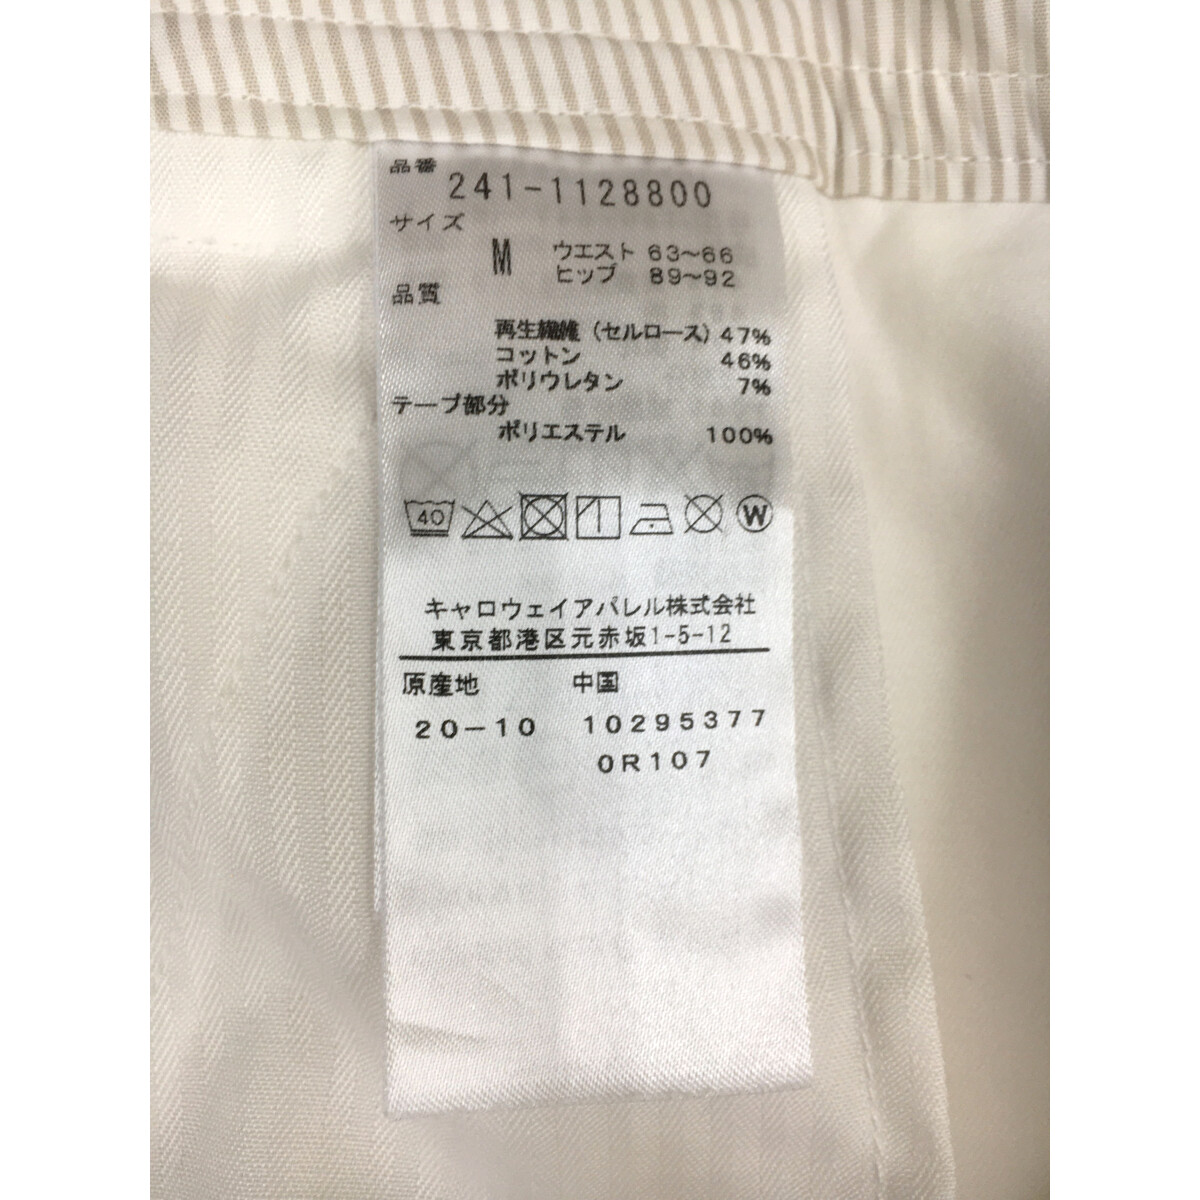 品番
241-1128800
サイズ
M ウエスト 63〜66
ヒップ 89〜92
品質
再生繊維（セルロース） 47%
コットン 46%
ポリウレタン 7%
テープ部分
ポリエステル 100%
40 W
キャロウェイアパレル株式会社
東京都港区元赤坂1-5-12
原産地 中国
20-10 10295377
0R107